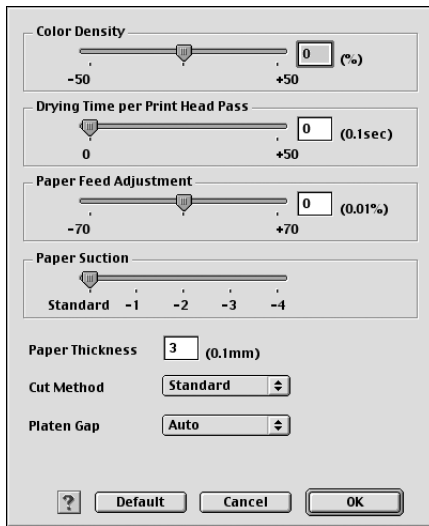 Color Density
0 (%)
-50 +50
Drying Time per Print Head Pass
0 (0.1sec)
0 +50
Paper Feed Adjustment
0 (0.01%)
-70 +70
Paper Suction
Standard -1 -2 -3 -4
Paper Thickness 3 (0.1mm)
Cut Method Standard
Platen Gap Auto
? Default Cancel OK